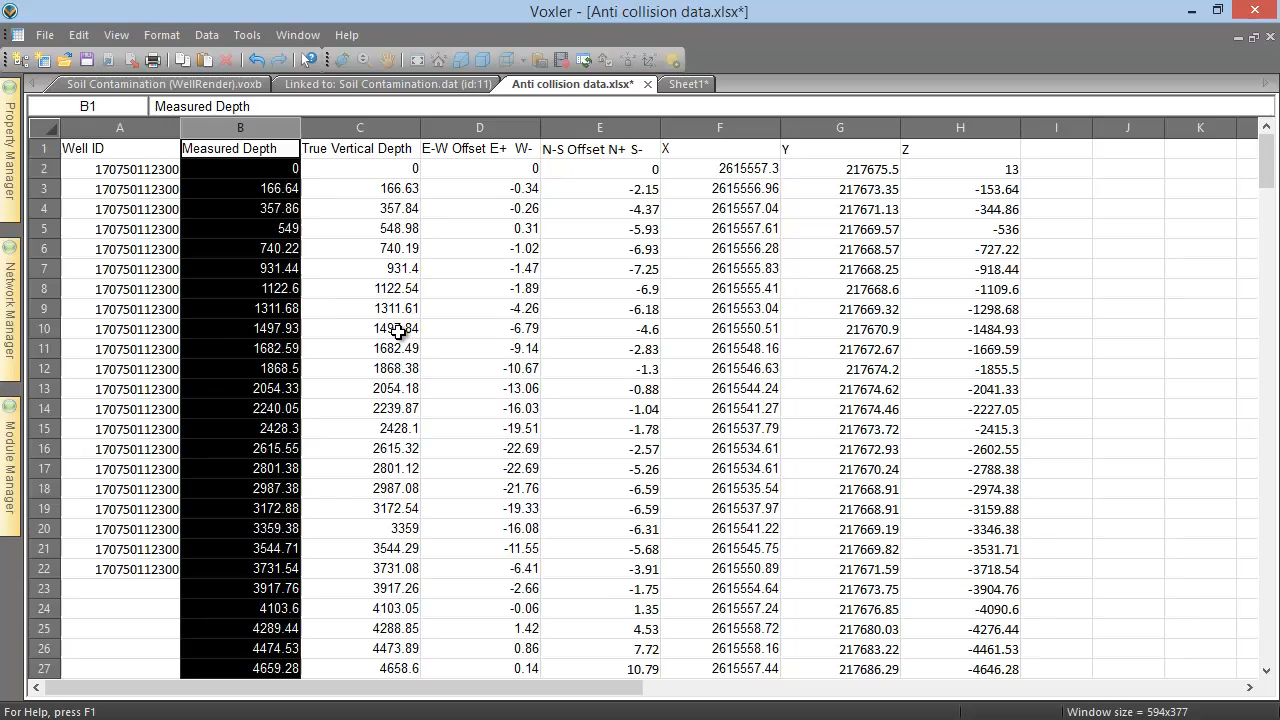 Voxler - [Anti collision data.xlsx*]
File Edit View Format Data Tools Window Help
Soil Contamination (WellRender).voxb Linked to: Soil Contamination.dat (id:11) Anti collision data.xlsx* Sheet1*
B1 Measured Depth
A B C D E F G H I J K
1 Well ID Measured Depth True Vertical Depth E-W Offset E+ W- N-S Offset N+ S- X Y Z
2 170750112300 0 0 0 0 2615557.3 217675.5 13
3 170750112300 166.64 166.63 -0.34 -2.15 2615556.96 217673.35 -153.64
4 170750112300 357.86 357.84 -0.26 -4.37 2615557.04 217671.13 -344.86
5 170750112300 549 548.98 0.31 -5.93 2615557.61 217669.57 -536
6 170750112300 740.22 740.19 -1.02 -6.93 2615556.28 217668.57 -727.22
7 170750112300 931.44 931.4 -1.47 -7.25 2615555.83 217668.25 -918.44
8 170750112300 1122.6 1122.54 -1.89 -6.9 2615555.41 217668.6 -1109.6
9 170750112300 1311.68 1311.61 -4.26 -6.18 2615553.04 217669.32 -1298.68
10 170750112300 1497.93 -6.79 -4.6 2615550.51 217670.9 -1484.93
11 170750112300 1682.59 1682.49 -9.14 -2.83 2615548.16 217672.67 -1669.59
12 170750112300 1868.5 1868.38 -10.67 -1.3 2615546.63 217674.2 -1855.5
13 170750112300 2054.33 2054.18 -13.06 -0.88 2615544.24 217674.62 -2041.33
14 170750112300 2240.05 2239.87 -16.03 -1.04 2615541.27 217674.46 -2227.05
15 170750112300 2428.3 2428.1 -19.51 -1.78 2615537.79 217673.72 -2415.3
16 170750112300 2615.55 2615.32 -22.69 -2.57 2615534.61 217672.93 -2602.55
17 170750112300 2801.38 2801.12 -22.69 -5.26 2615534.61 217670.24 -2788.38
18 170750112300 2987.38 2987.08 -21.76 -6.59 2615535.54 217668.91 -2974.38
19 170750112300 3172.88 3172.54 -19.33 -6.59 2615537.97 217668.91 -3159.88
20 170750112300 3359.38 3359 -16.08 -6.31 2615541.22 217669.19 -3346.38
21 170750112300 3544.71 3544.29 -11.55 -5.68 2615545.75 217669.82 -3531.71
22 170750112300 3731.54 3731.08 -6.41 -3.91 2615550.89 217671.59 -3718.54
23 3917.76 3917.26 -2.66 -1.75 2615554.64 217673.75 -3904.76
24 4103.6 4103.05 -0.06 1.35 2615557.24 217676.85 -4090.6
25 4289.44 4288.85 1.42 4.53 2615558.72 217680.03 -4276.44
26 4474.53 4473.89 0.86 7.72 2615558.16 217683.22 -4461.53
27 4659.28 4658.6 0.14 10.79 2615557.44 217686.29 -4646.28
Property Manager
Network Manager
Module Manager
For Help, press F1 Window size = 594x377